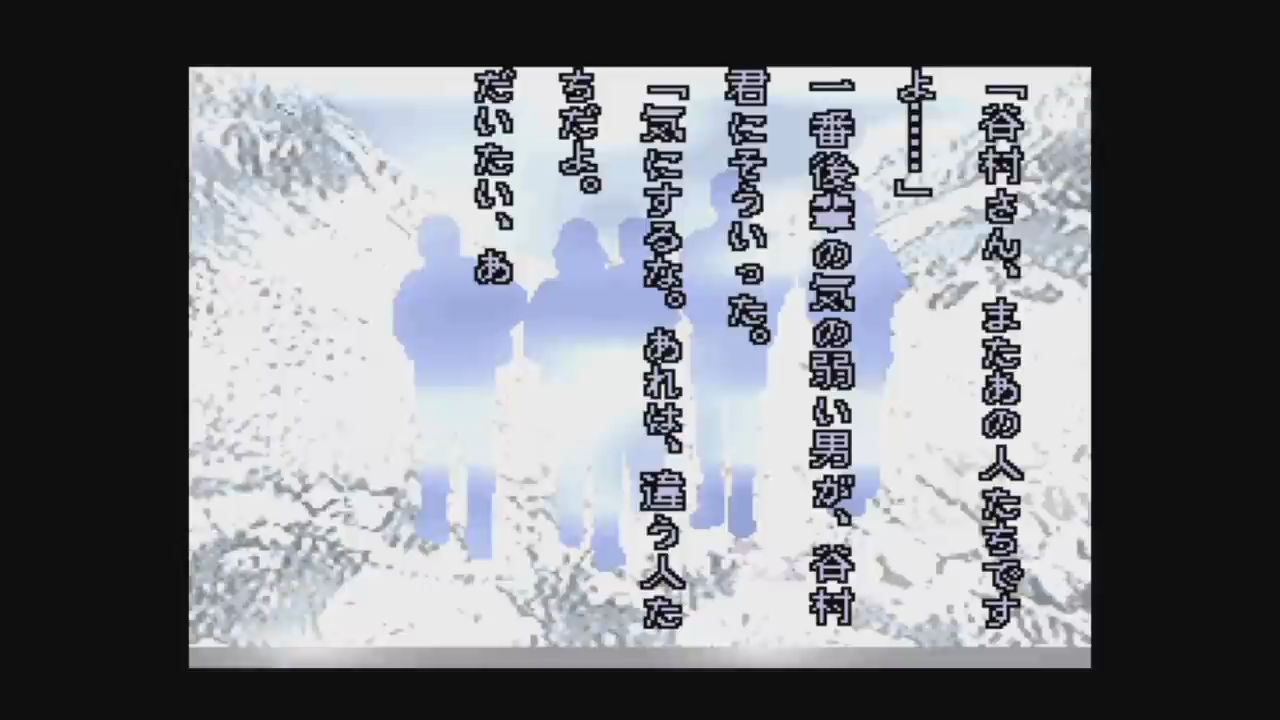 「谷村さん、またあの人たちです
よ……」
一番後輩の気の弱い男が、谷村
君にそういった。
「気にするな。あれは、違う人た
ちだよ。
だいたい、あ